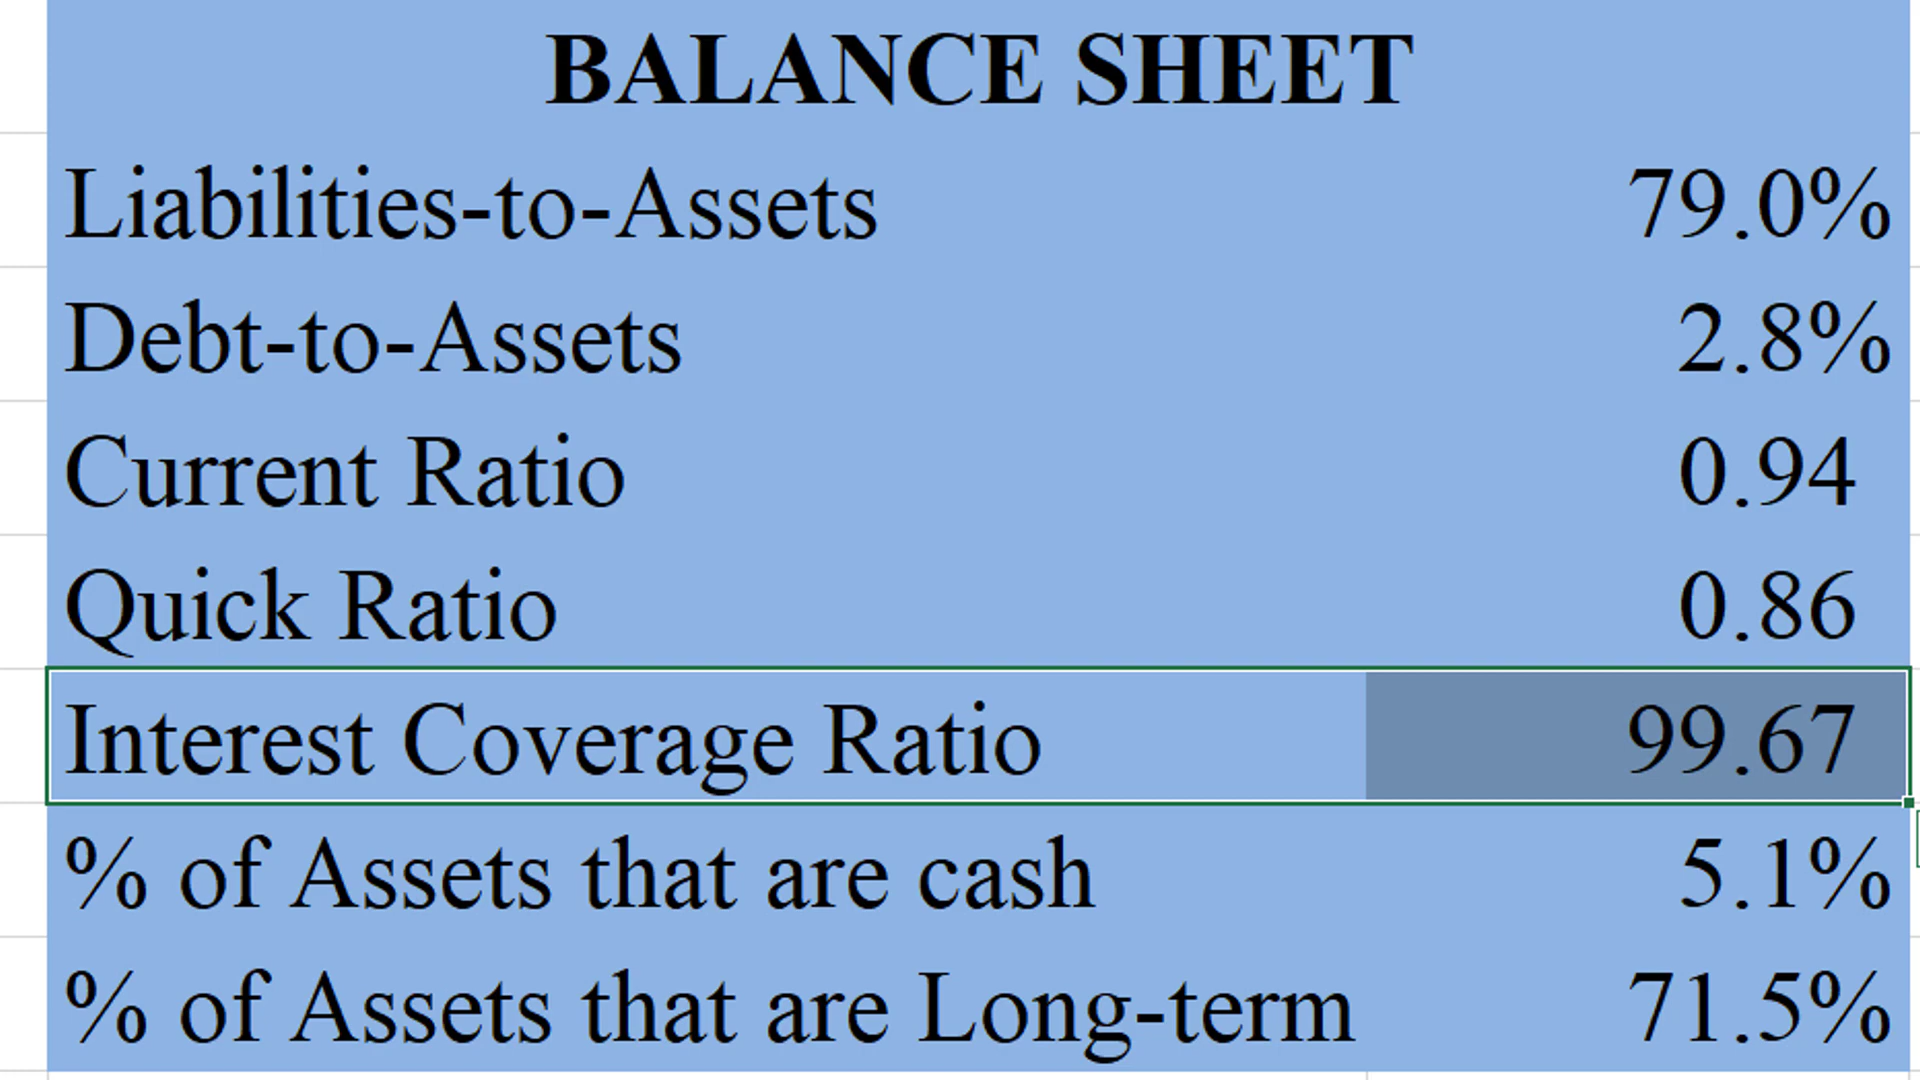 BALANCE SHEET
Liabilities-to-Assets 79.0%
Debt-to-Assets 2.8%
Current Ratio 0.94
Quick Ratio 0.86
Interest Coverage Ratio 99.67
% of Assets that are cash 5.1%
% of Assets that are Long-term 71.5%